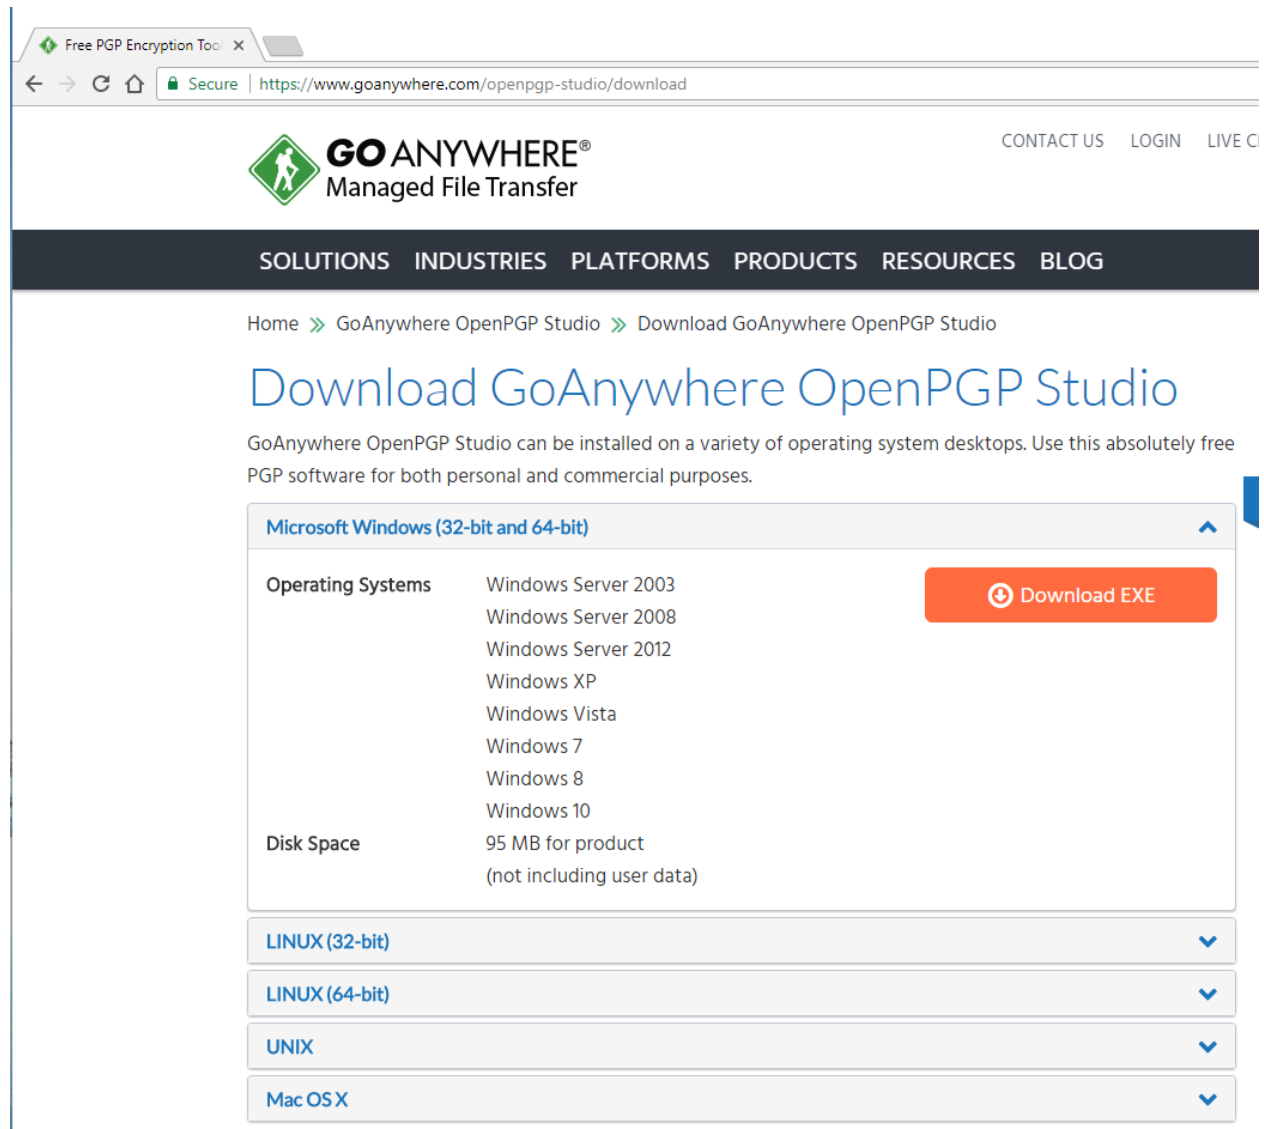 Free PGP Encryption Tool
Secure https://www.goanywhere.com/openpgp-studio/download
GO ANYWHERE®
Managed File Transfer
CONTACT US LOGIN LIVE
SOLUTIONS INDUSTRIES PLATFORMS PRODUCTS RESOURCES BLOG
Home GoAnywhere OpenPGP Studio Download GoAnywhere OpenPGP Studio
Download GoAnywhere OpenPGP Studio
GoAnywhere OpenPGP Studio can be installed on a variety of operating system desktops. Use this absolutely free
PGP software for both personal and commercial purposes.
Microsoft Windows (32-bit and 64-bit)
Operating Systems Windows Server 2003
Download EXE
Windows Server 2008
Windows Server 2012
Windows XP
Windows Vista
Windows 7
Windows 8
Windows 10
Disk Space 95 MB for product
(not including user data)
LINUX (32-bit)
LINUX (64-bit)
UNIX
Mac OS X